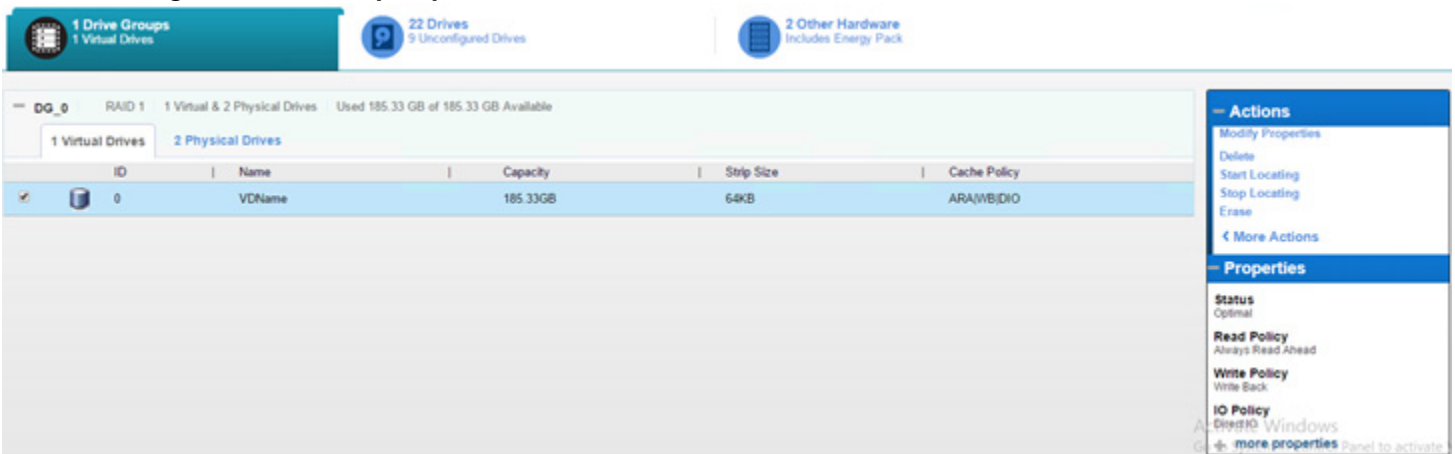 1 Drive Groups
1 Virtual Drives
22 Drives
9 Unconfigured Drives
2 Other Hardware
Includes Energy Pack
DG_0 RAID 1 1 Virtual & 2 Physical Drives Used 185.33 GB of 185.33 GB Available
1 Virtual Drives 2 Physical Drives
ID | Name | Capacity | Strip Size | Cache Policy
0 VDName 185.33GB 64KB ARA|WB|DIO
Actions
Modify Properties
Delete
Start Locating
Stop Locating
Erase
More Actions
Properties
Status
Optimal
Read Policy
Always Read Ahead
Write Policy
Write Back
IO Policy
Direct IO
Windows
more properties
Panel to activate